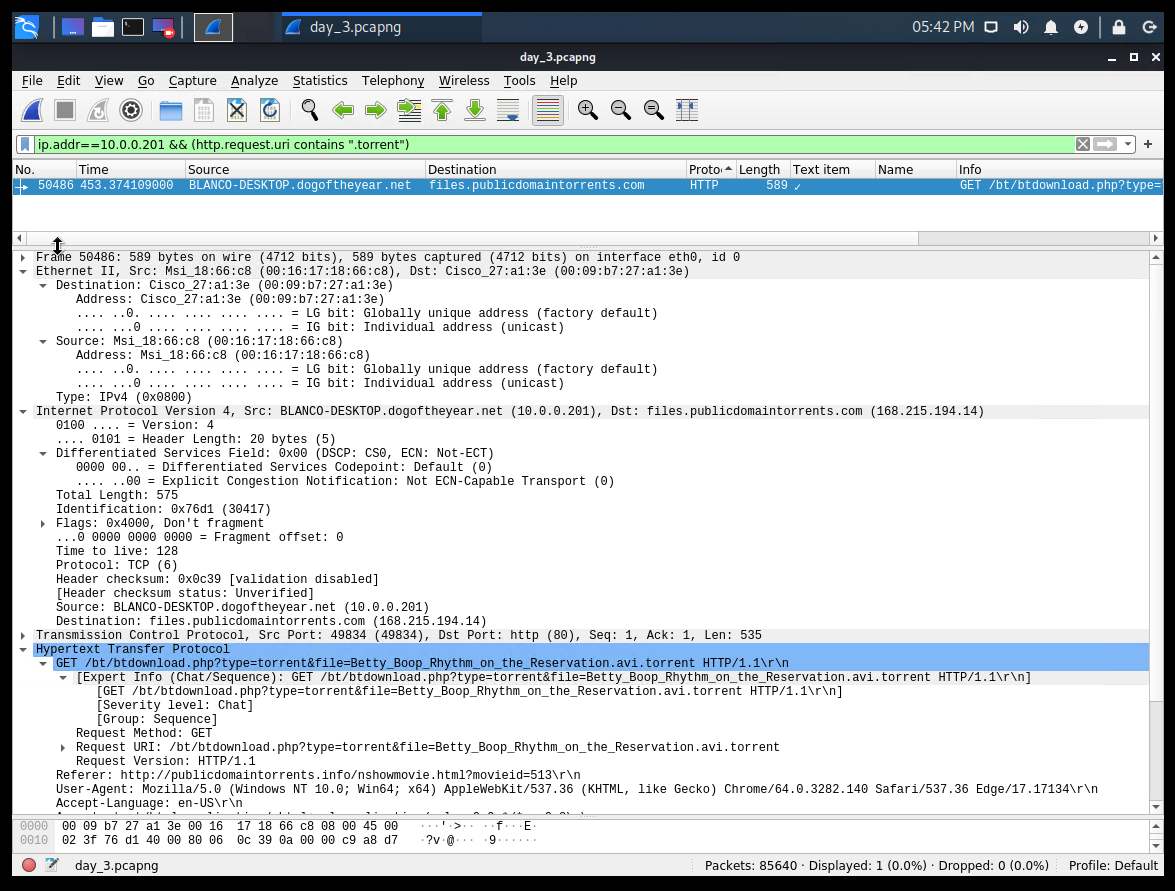 05:42 PM
day_3.pcapng
day_3.pcapng
File Edit View Go Capture Analyze Statistics Telephony Wireless Tools Help
ip.addr==10.0.0.201 && (http.request.uri contains ".torrent")
No. Time Source Destination Proto Length Text item Name Info
50486 453.374109000 BLANCO-DESKTOP.dogoftheyear.net files.publicdomaintorrents.com HTTP 589 ✓ GET /bt/btdownload.php?type=
Frame 50486: 589 bytes on wire (4712 bits), 589 bytes captured (4712 bits) on interface eth0, id 0
Ethernet II, Src: Msi_18:66:c8 (00:16:17:18:66:c8), Dst: Cisco_27:a1:3e (00:09:b7:27:a1:3e)
Destination: Cisco_27:a1:3e (00:09:b7:27:a1:3e)
Address: Cisco_27:a1:3e (00:09:b7:27:a1:3e)
.... ..0. .... .... .... .... = LG bit: Globally unique address (factory default)
.... ...0 .... .... .... .... = IG bit: Individual address (unicast)
Source: Msi_18:66:c8 (00:16:17:18:66:c8)
Address: Msi_18:66:c8 (00:16:17:18:66:c8)
.... ..0. .... .... .... .... = LG bit: Globally unique address (factory default)
.... ...0 .... .... .... .... = IG bit: Individual address (unicast)
Type: IPv4 (0x0800)
Internet Protocol Version 4, Src: BLANCO-DESKTOP.dogoftheyear.net (10.0.0.201), Dst: files.publicdomaintorrents.com (168.215.194.14)
0100 .... = Version: 4
.... 0101 = Header Length: 20 bytes (5)
Differentiated Services Field: 0x00 (DSCP: CS0, ECN: Not-ECT)
0000 00.. = Differentiated Services Codepoint: Default (0)
.... ..00 = Explicit Congestion Notification: Not ECN-Capable Transport (0)
Total Length: 575
Identification: 0x76d1 (30417)
Flags: 0x4000, Don't fragment
...0 0000 0000 0000 = Fragment offset: 0
Time to live: 128
Protocol: TCP (6)
Header checksum: 0x0c39 [validation disabled]
[Header checksum status: Unverified]
Source: BLANCO-DESKTOP.dogoftheyear.net (10.0.0.201)
Destination: files.publicdomaintorrents.com (168.215.194.14)
Transmission Control Protocol, Src Port: 49834 (49834), Dst Port: http (80), Seq: 1, Ack: 1, Len: 535
Hypertext Transfer Protocol
GET /bt/btdownload.php?type=torrent&file=Betty_Boop_Rhythm_on_the_Reservation.avi.torrent HTTP/1.1\r\n
[Expert Info (Chat/Sequence): GET /bt/btdownload.php?type=torrent&file=Betty_Boop_Rhythm_on_the_Reservation.avi.torrent HTTP/1.1\r\n]
[GET /bt/btdownload.php?type=torrent&file=Betty_Boop_Rhythm_on_the_Reservation.avi.torrent HTTP/1.1\r\n]
[Severity level: Chat]
[Group: Sequence]
Request Method: GET
Request URI: /bt/btdownload.php?type=torrent&file=Betty_Boop_Rhythm_on_the_Reservation.avi.torrent
Request Version: HTTP/1.1
Referer: http://publicdomaintorrents.info/nshowmovie.html?movieid=513\r\n
User-Agent: Mozilla/5.0 (Windows NT 10.0; Win64; x64) AppleWebKit/537.36 (KHTML, like Gecko) Chrome/64.0.3282.140 Safari/537.36 Edge/17.17134\r\n
Accept-Language: en-US\r\n
0000 00 09 b7 27 a1 3e 00 16 17 18 66 c8 08 00 45 00 ···'·>·· ··f···E·
0010 02 3f 76 d1 40 00 80 06 0c 39 0a 00 00 c9 a8 d7 ·?v·@··· ·9······
day_3.pcapng Packets: 85640 · Displayed: 1 (0.0%) · Dropped: 0 (0.0%) Profile: Default